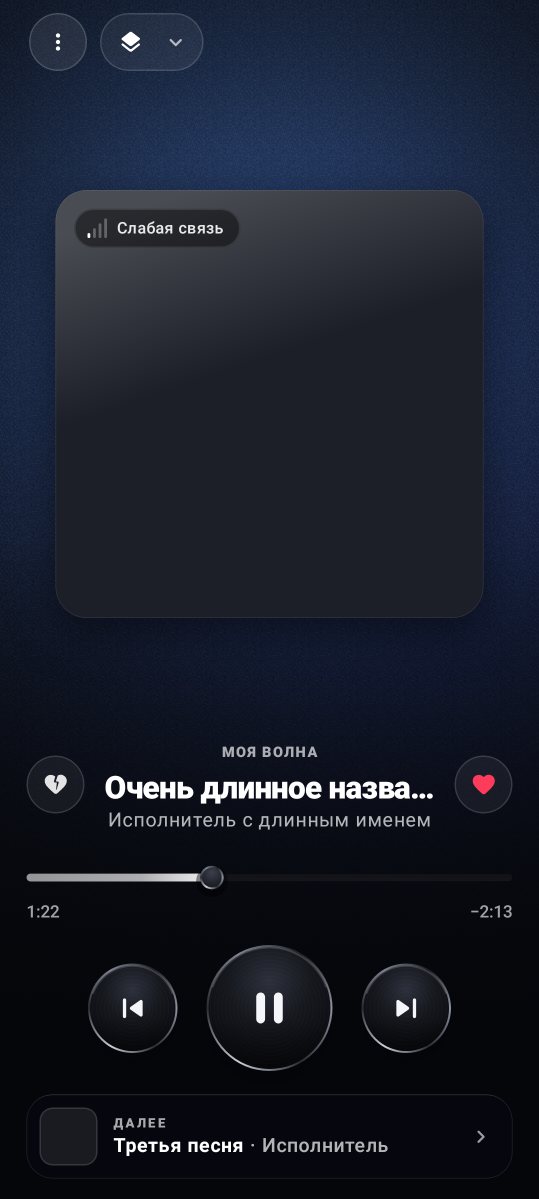 Слабая связь
МОЯ ВОЛНА
Очень длинное назва...
Исполнитель с длинным именем
1:22
−2:13
ДАЛЕЕ
Третья песня · Исполнитель